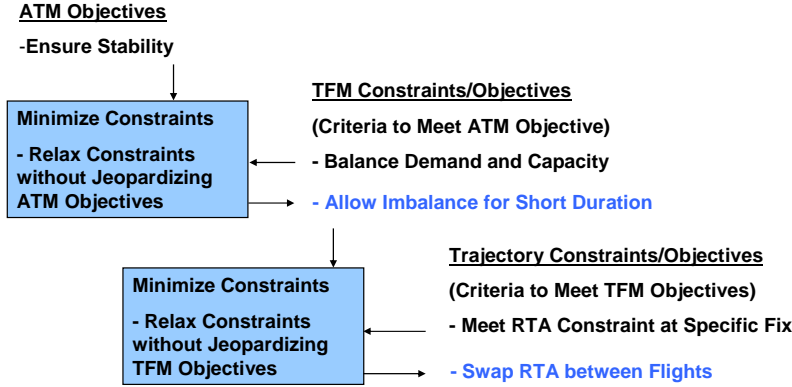 ATM Objectives
-Ensure Stability
TFM Constraints/Objectives
(Criteria to Meet ATM Objective)
- Balance Demand and Capacity
- Allow Imbalance for Short Duration
Minimize Constraints
- Relax Constraints
without Jeopardizing
ATM Objectives
Trajectory Constraints/Objectives
(Criteria to Meet TFM Objectives)
- Meet RTA Constraint at Specific Fix
- Swap RTA between Flights
Minimize Constraints
- Relax Constraints
without Jeopardizing
TFM Objectives